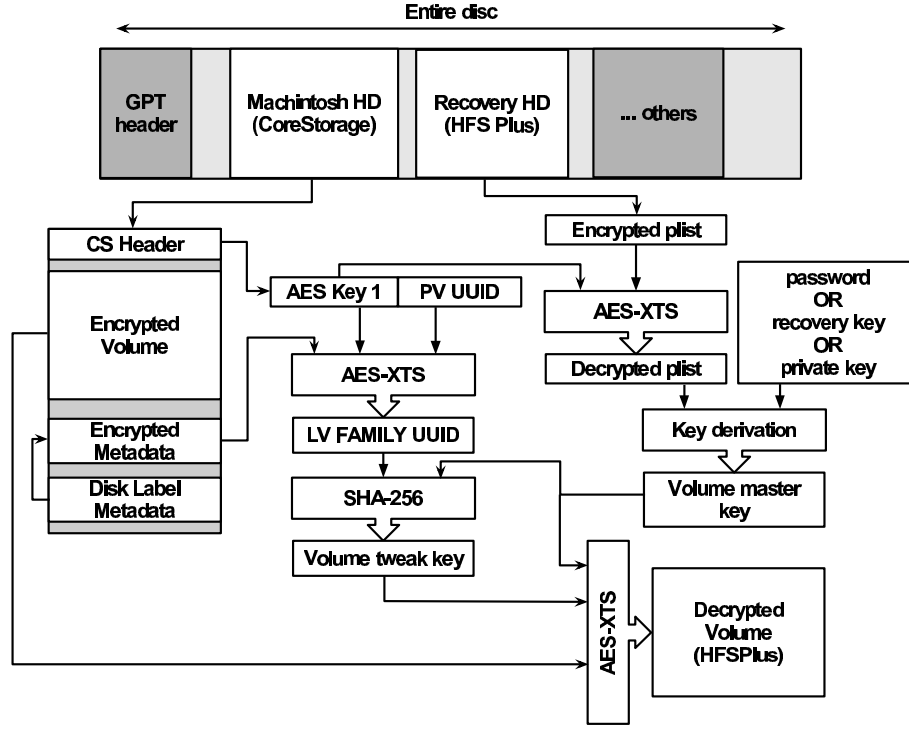 Entire disc
GPT
header
Machintosh HD
(CoreStorage)
Recovery HD
(HFS Plus)
... others
CS Header
Encrypted
Volume
Encrypted
Metadata
Disk Label
Metadata
AES Key 1
PV UUID
AES-XTS
LV FAMILY UUID
SHA-256
Volume tweak key
Encrypted plist
AES-XTS
Decrypted plist
password
OR
recovery key
OR
private key
Key derivation
Volume master
key
AES-XTS
Decrypted
Volume
(HFSPlus)